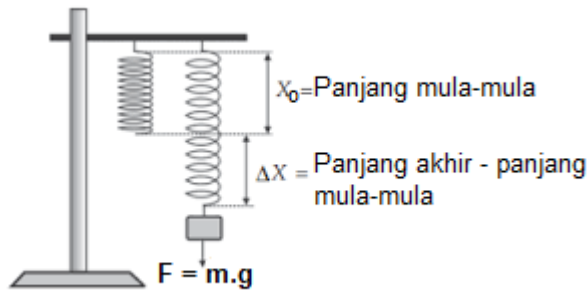 X₀=Panjang mula-mula
ΔX = Panjang akhir - panjang
mula-mula
F = m.g